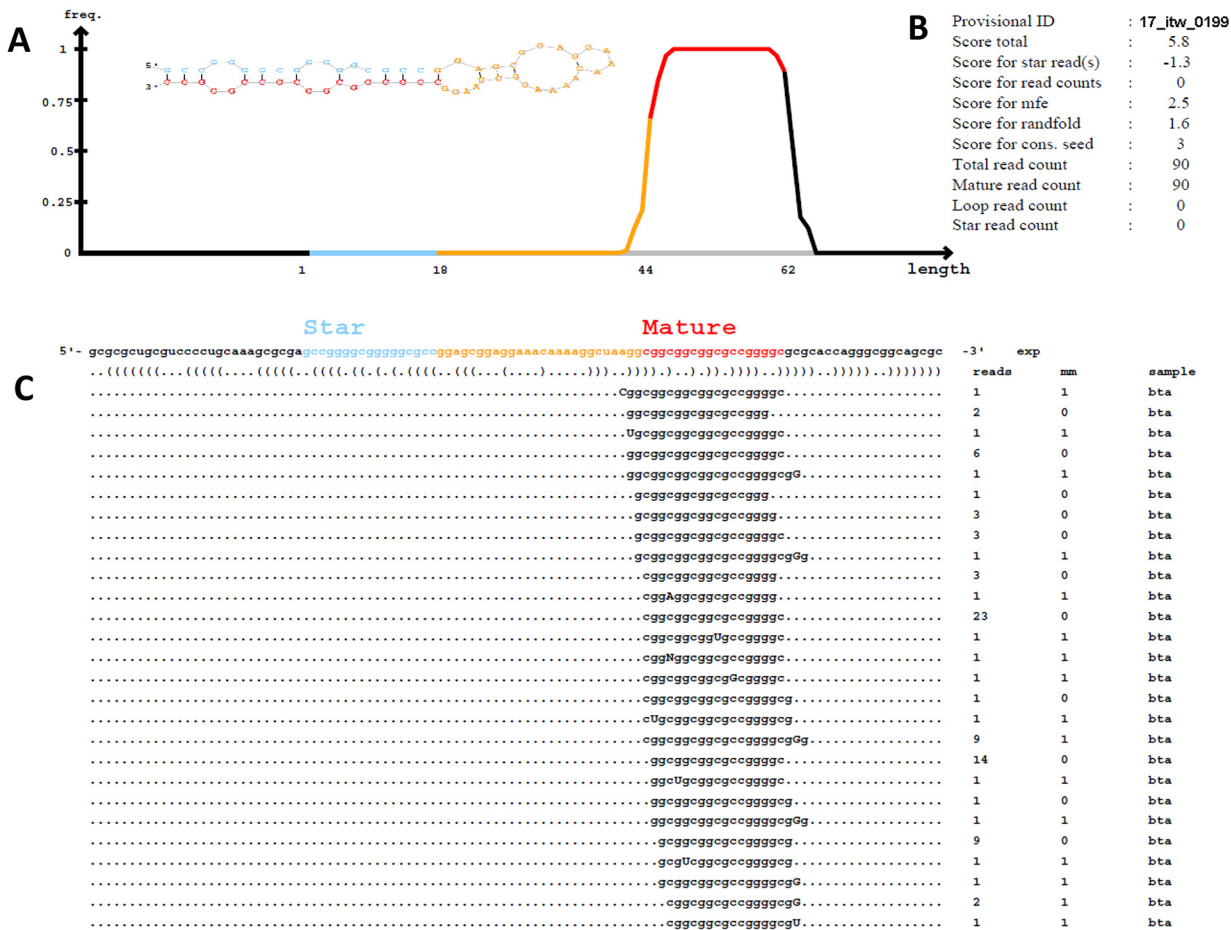 A
freq.
1
0.75
0.5
0.25
0
1
18
44
62
length
5'
3'
B
Provisional ID : 17_itw_0199
Score total : 5.8
Score for star read(s) : -1.3
Score for read counts : 0
Score for mfe : 2.5
Score for randfold : 1.6
Score for cons. seed : 3
Total read count : 90
Mature read count : 90
Loop read count : 0
Star read count : 0
C
Star Mature
5'- gcgcgcugcguccccugcaaagcgcgagccggggcgggggcgccggagcggaggaaacaaaaggcuaaggcggcggcggcgccggggcgcgcaccagggcggcagcgc -3' exp
..(((((((...((((....(((((..((((.((.(.(.((((.(((...(....)....)))..)))).)..).)).)))).....)))))..)))))..))))))) reads mm sample
...................................................................Cggcggcggcggcgccggggc.................... 1 1 bta
....................................................................ggcggcggcggcgccggg...................... 2 0 bta
....................................................................Ugcggcggcggcgccggggc.................... 1 1 bta
....................................................................ggcggcggcggcgccggggc.................... 6 0 bta
....................................................................ggcggcggcggcgccggggcgG.................. 1 1 bta
.....................................................................gcggcggcggcgccggg...................... 1 0 bta
.....................................................................gcggcggcggcgccgggg..................... 3 0 bta
.....................................................................gcggcggcggcgccggggc.................... 3 0 bta
.....................................................................gcggcggcggcgccggggcgGg................. 1 1 bta
......................................................................cggcggcggcgccgggg..................... 3 0 bta
......................................................................cggAggcggcgccgggg..................... 1 1 bta
......................................................................cggcggcggcgccggggc.................... 23 0 bta
......................................................................cggcggcggUgccggggc.................... 1 1 bta
......................................................................cggNggcggcgccggggc.................... 1 1 bta
......................................................................cggcggcggcgGcggggc.................... 1 1 bta
......................................................................cggcggcggcgccggggcg................... 1 0 bta
......................................................................cUgcggcggcgccggggcg................... 1 1 bta
......................................................................cggcggcggcgccggggcgGg................. 9 1 bta
.......................................................................ggcggcggcgccggggc.................... 14 0 bta
.......................................................................ggcUgcggcgccggggc.................... 1 1 bta
.......................................................................ggcggcggcgccggggcg................... 1 0 bta
.......................................................................ggcggcggcgccggggcgGg................. 1 1 bta
........................................................................gcggcggcgccggggcg................... 9 0 bta
........................................................................gcgUcggcgccggggcg................... 1 1 bta
........................................................................gcggcggcgccggggcgG.................. 1 1 bta
.........................................................................cggcggcgccggggcgG.................. 2 1 bta
.........................................................................cggcggcgccggggcgU.................. 1 1 bta